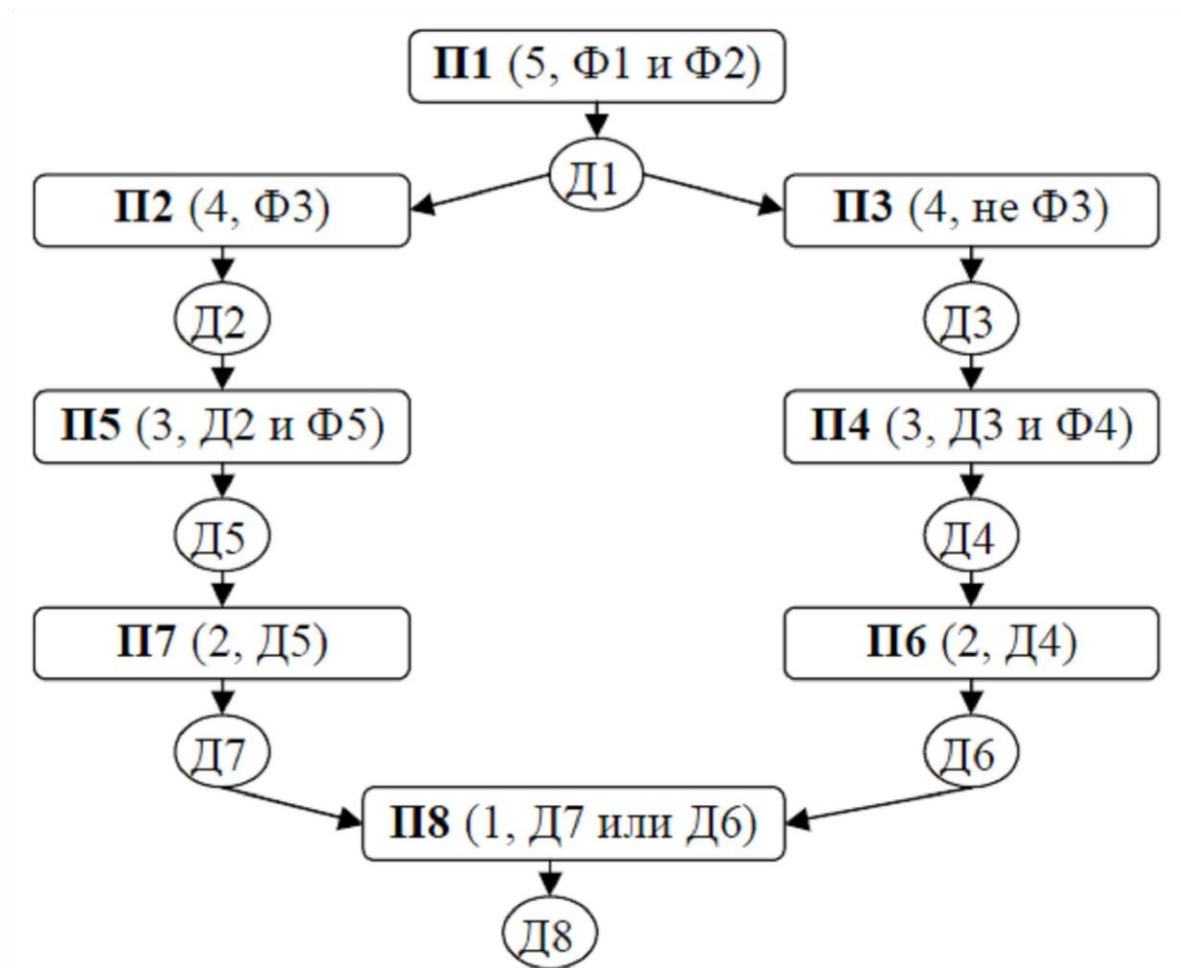 П1 (5, Ф1 и Ф2)
Д1
П2 (4, Ф3)
П3 (4, не Ф3)
Д2
Д3
П5 (3, Д2 и Ф5)
П4 (3, Д3 и Ф4)
Д5
Д4
П7 (2, Д5)
П6 (2, Д4)
Д7
Д6
П8 (1, Д7 или Д6)
Д8